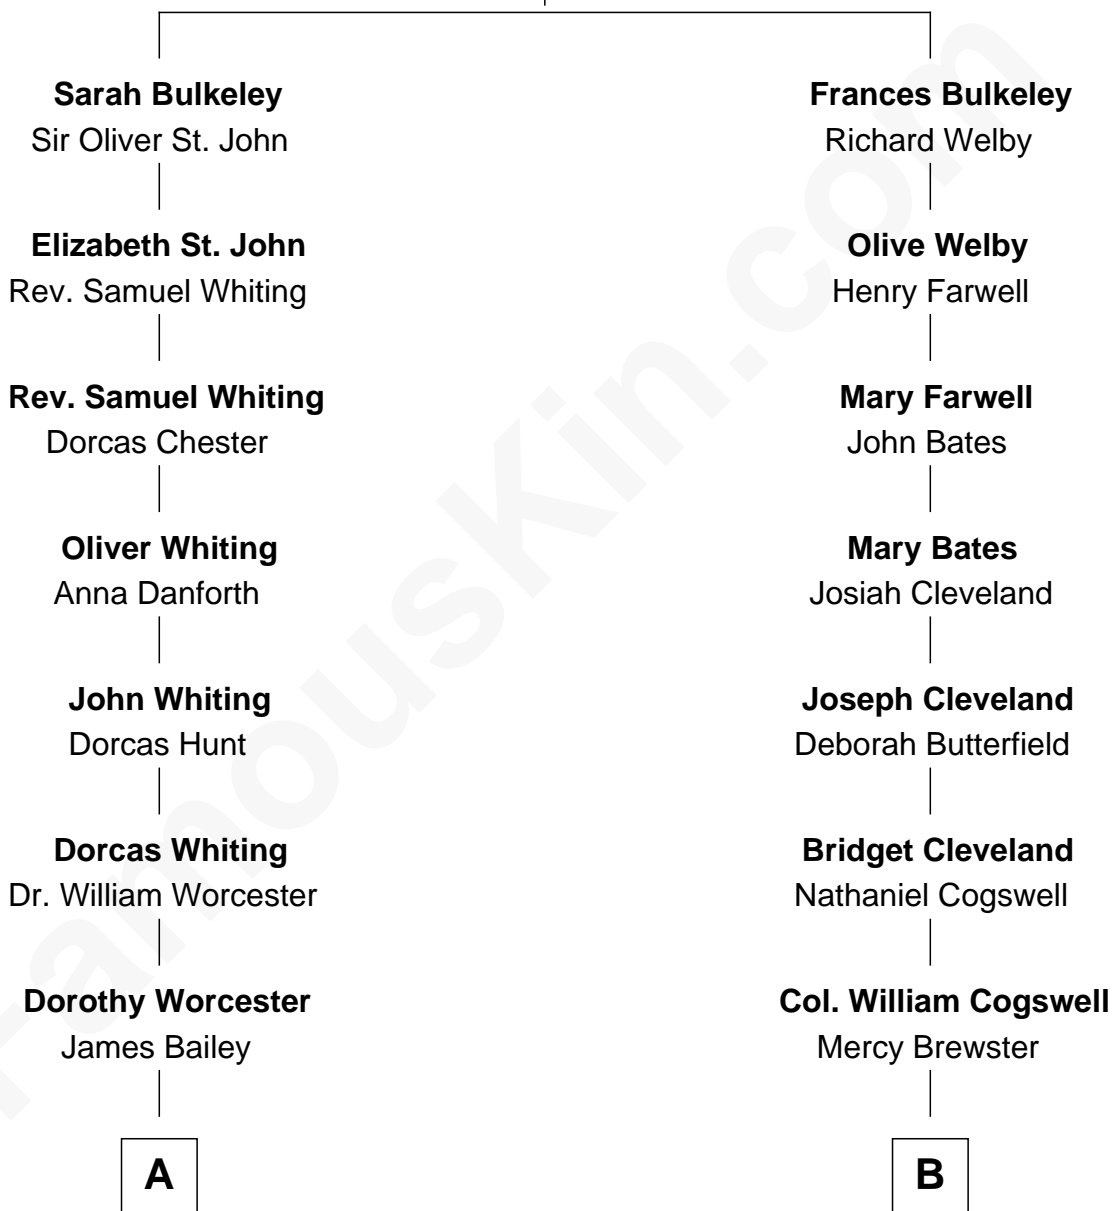 Sarah Bulkeley
Sir Oliver St. John
Elizabeth St. John
Rev. Samuel Whiting
Rev. Samuel Whiting
Dorcas Chester
Oliver Whiting
Anna Danforth
John Whiting
Dorcas Hunt
Dorcas Whiting
Dr. William Worcester
Dorothy Worcester
James Bailey
A
Frances Bulkeley
Richard Welby
Olive Welby
Henry Farwell
Mary Farwell
John Bates
Mary Bates
Josiah Cleveland
Joseph Cleveland
Deborah Butterfield
Bridget Cleveland
Nathaniel Cogswell
Col. William Cogswell
Mercy Brewster
B
FamousKin.com